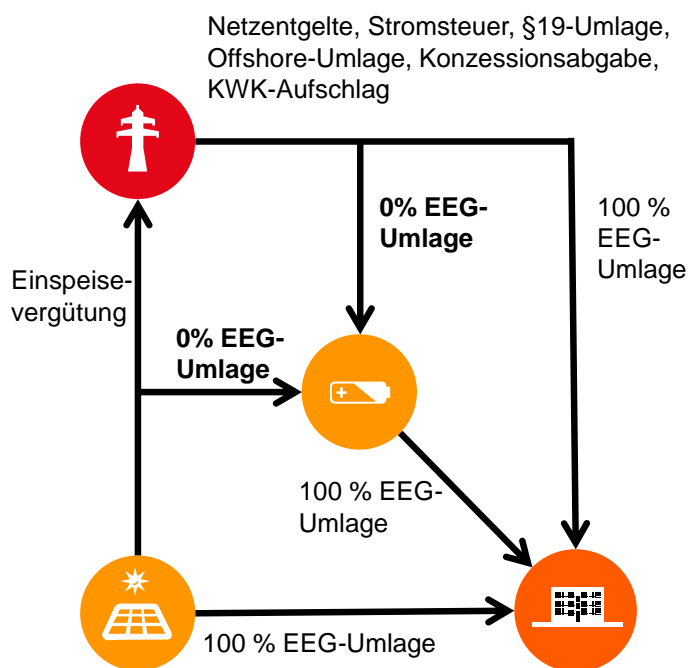 Netzentgelte, Stromsteuer, §19-Umlage,
Offshore-Umlage, Konzessionsabgabe,
KWK-Aufschlag
0% EEG-
Umlage
100 %
EEG-
Umlage
Einspeise-
vergütung
0% EEG-
Umlage
100 % EEG-
Umlage
100 % EEG-Umlage